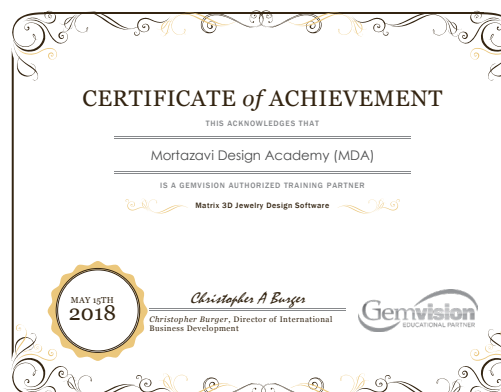 CERTIFICATE of ACHIEVEMENT
THIS ACKNOWLEDGES THAT
Mortazavi Design Academy (MDA)
IS A GEMVISION AUTHORIZED TRAINING PARTNER
Matrix 3D Jewelry Design Software
MAY 15TH
2018
Christopher A Burger
Christopher Burger, Director of International
Business Development
Gemvision
EDUCATIONAL PARTNER